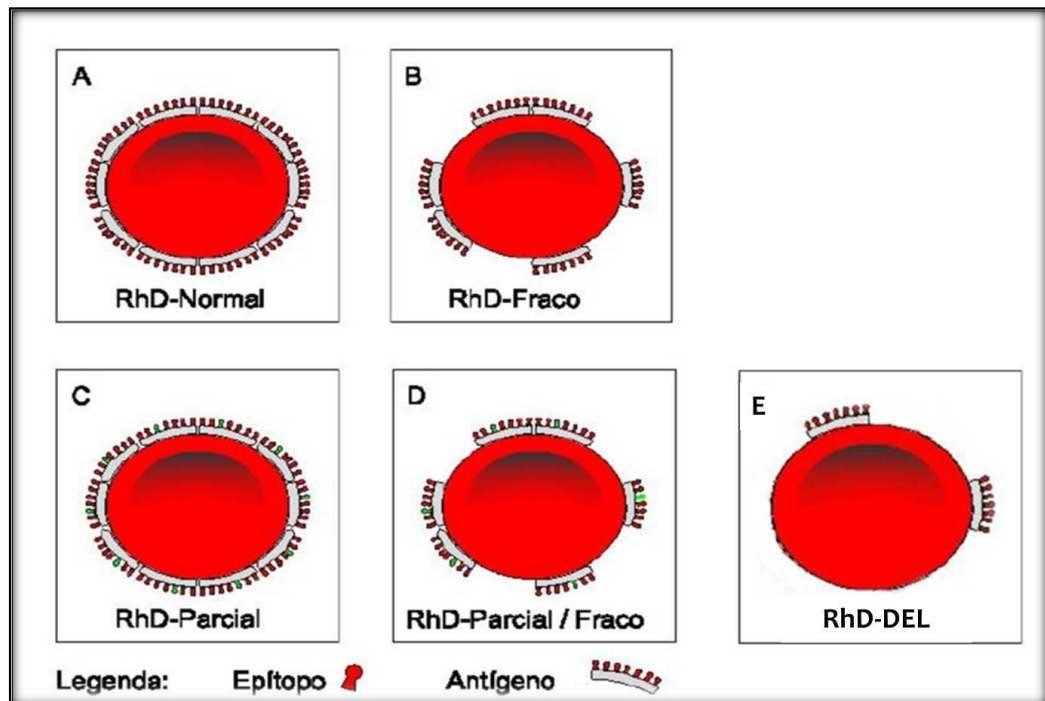 A
RhD-Normal
B
RhD-Fraco
C
RhD-Parcial
D
RhD-Parcial / Fraco
E
RhD-DEL
Legenda: Epítopo Antígeno